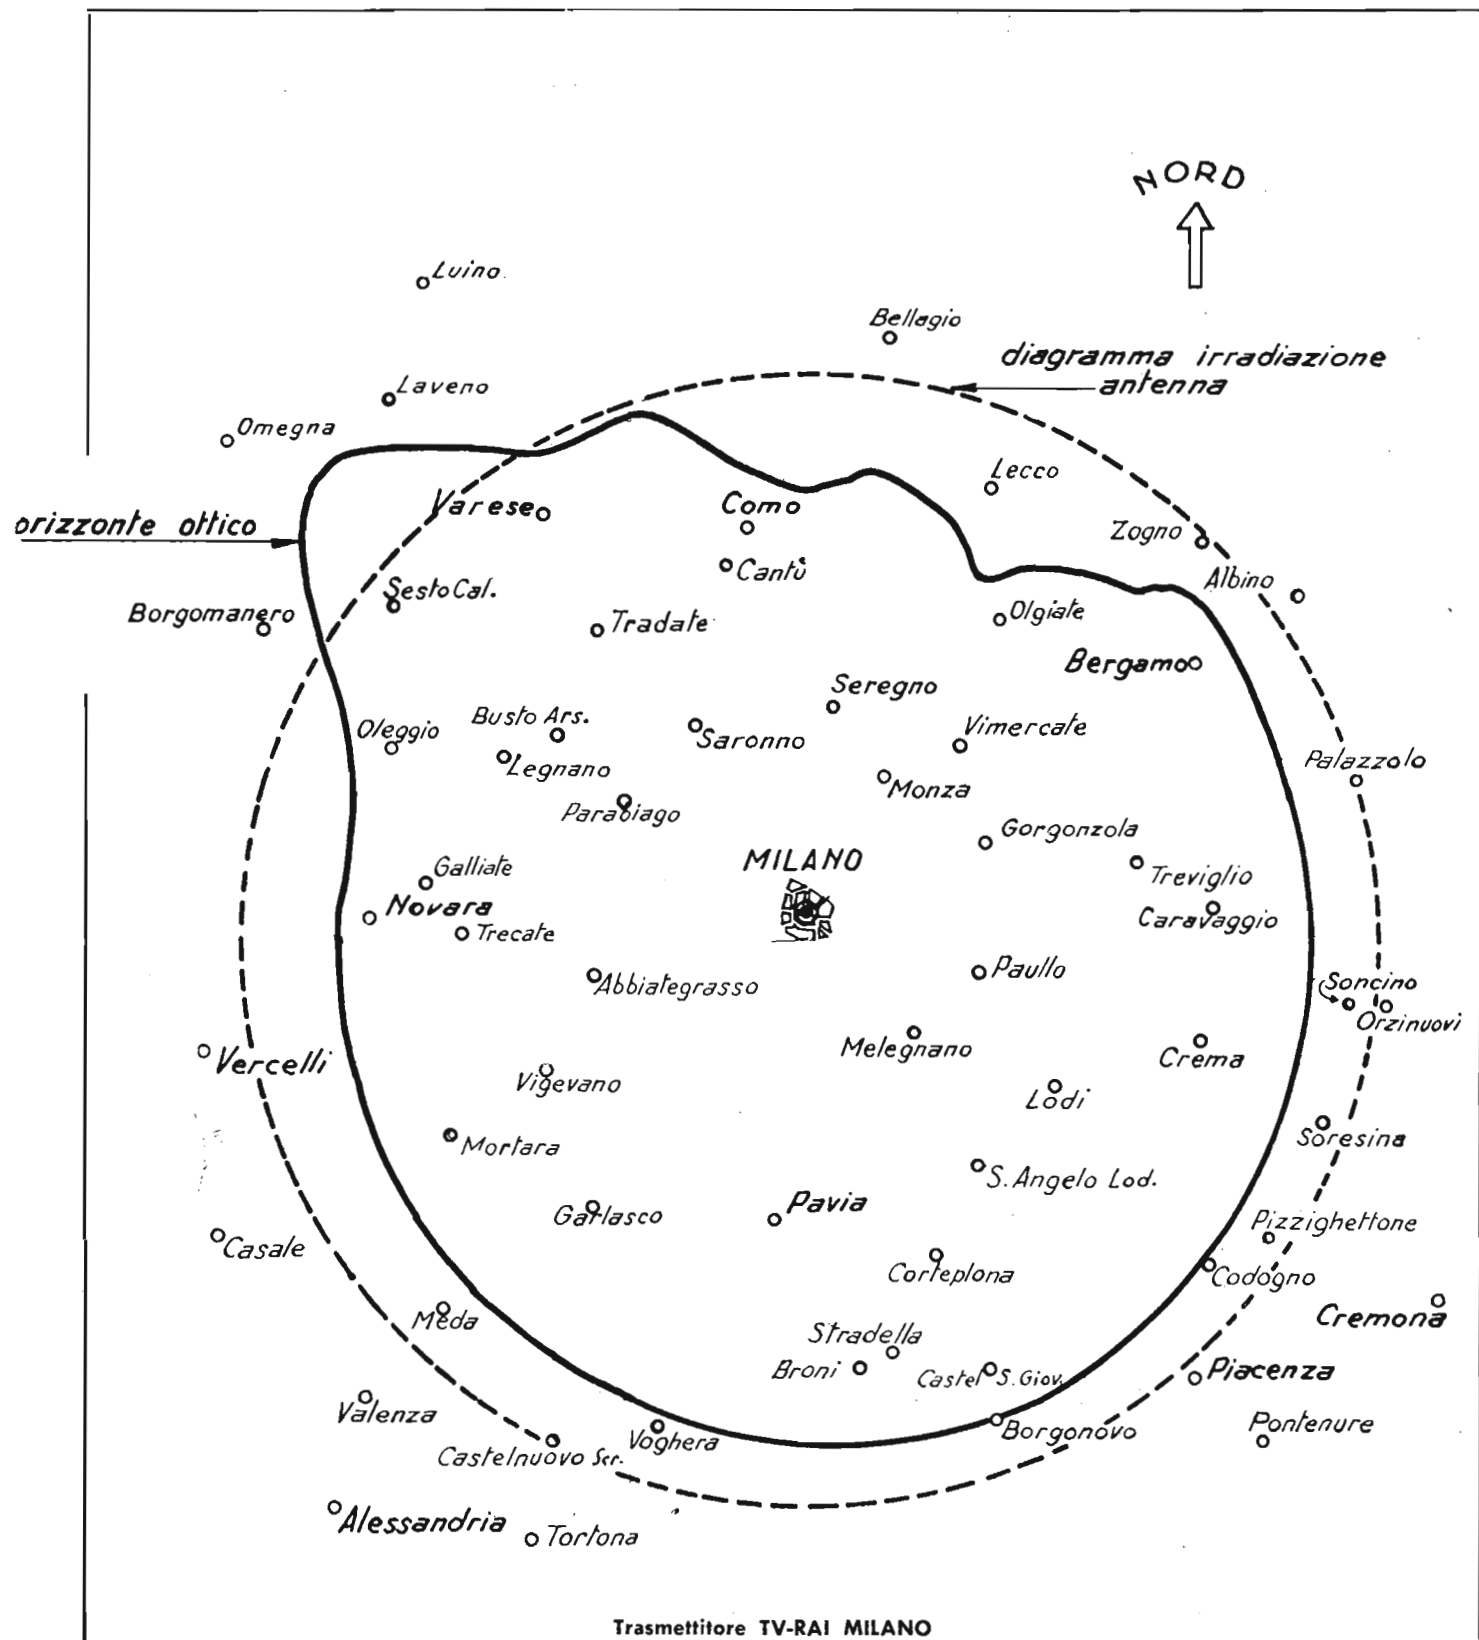 NORD
Luino
Bellagio
diagramma irradiazione
antenna
Laveno
Omegna
Lecco
Varese
Como
orizzonte ottico
Zogno
Cantù
Albino
Sesto Cal.
Borgomanero
Tradate
Olgiate
Bergamo
Seregno
Busto Ars.
Oleggio
Vimercate
Saronno
Legnano
Palazzolo
Monza
Parabiago
Gorgonzola
MILANO
Galliate
Treviglio
Novara
Caravaggio
Trecate
Paullo
Abbiategrasso
Soncino
Orzinuovi
Melegnano
Vercelli
Crema
Vigevano
Lodi
Mortara
Soresina
S. Angelo Lod.
Pavia
Garlasco
Pizzighettone
Casale
Corteplona
Codogno
Meda
Cremona
Stradella
Broni
Castel S. Giov.
Piacenza
Valenza
Pontenure
Borgonovo
Voghera
Castelnuovo Scr.
Alessandria
Tortona
Trasmettitore TV-RAI MILANO